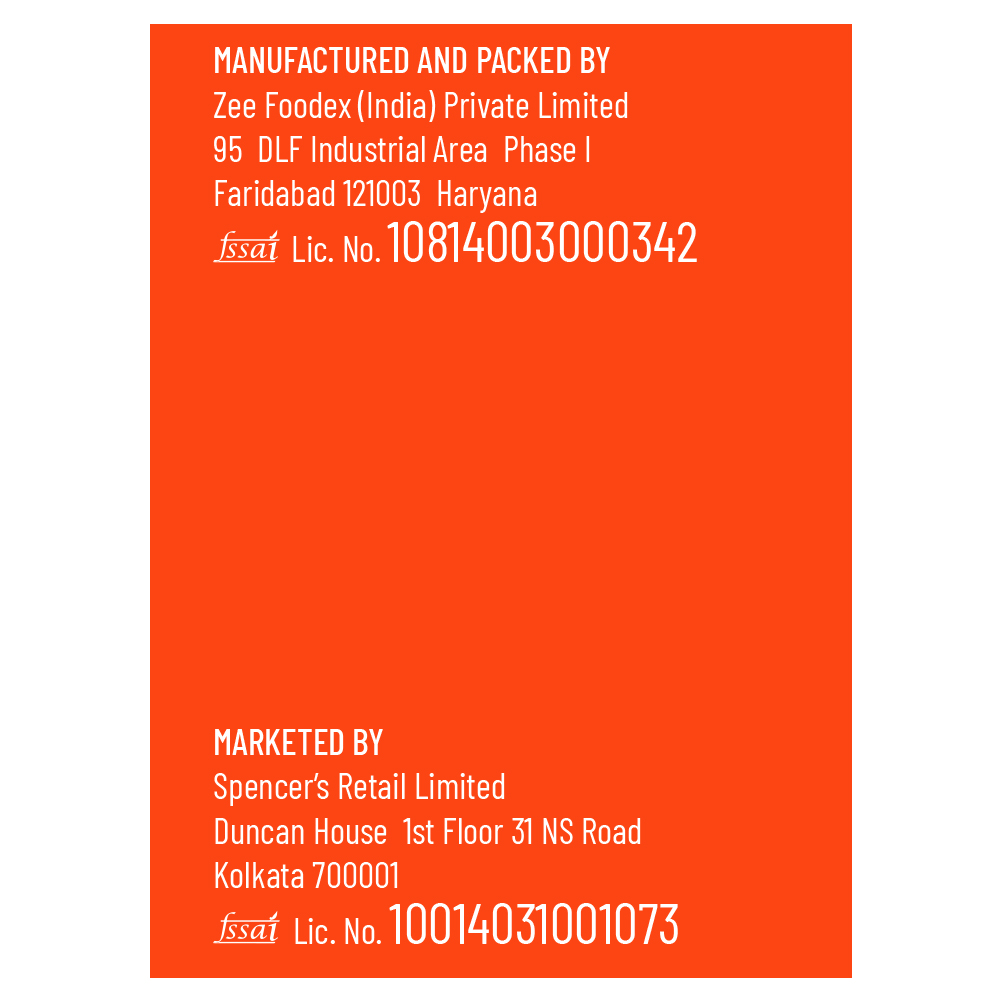 MANUFACTURED AND PACKED BY
Zee Foodex (India) Private Limited
95 DLF Industrial Area Phase I
Faridabad 121003 Haryana
fssai Lic. No. 10814003000342
MARKETED BY
Spencer’s Retail Limited
Duncan House 1st Floor 31 NS Road
Kolkata 700001
fssai Lic. No. 10014031001073